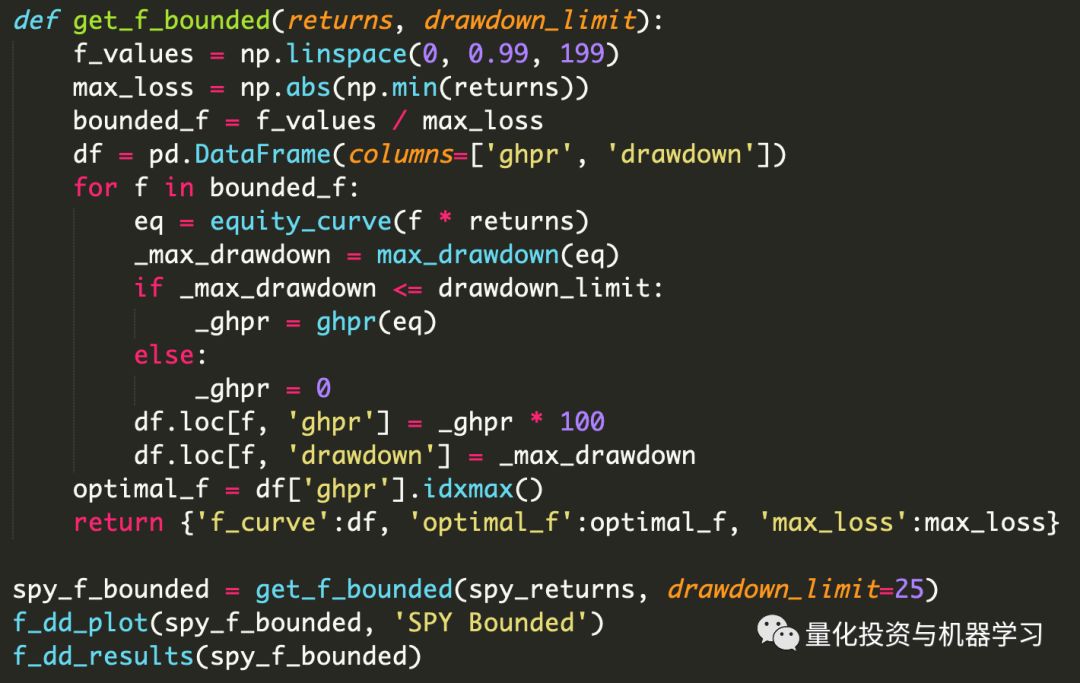 def get_f_bounded(returns, drawdown_limit):
    f_values = np.linspace(0, 0.99, 199)
    max_loss = np.abs(np.min(returns))
    bounded_f = f_values / max_loss
    df = pd.DataFrame(columns=['ghpr', 'drawdown'])
    for f in bounded_f:
        eq = equity_curve(f * returns)
        _max_drawdown = max_drawdown(eq)
        if _max_drawdown <= drawdown_limit:
            _ghpr = ghpr(eq)
        else:
            _ghpr = 0
        df.loc[f, 'ghpr'] = _ghpr * 100
        df.loc[f, 'drawdown'] = _max_drawdown
    optimal_f = df['ghpr'].idxmax()
    return {'f_curve':df, 'optimal_f':optimal_f, 'max_loss':max_loss}

spy_f_bounded = get_f_bounded(spy_returns, drawdown_limit=25)
f_dd_plot(spy_f_bounded, 'SPY Bounded')
f_dd_results(spy_f_bounded)
量化投资与机器学习